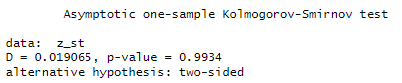 Asymptotic one-sample Kolmogorov-Smirnov test
data: z_st
D = 0.019065, p-value = 0.9934
alternative hypothesis: two-sided